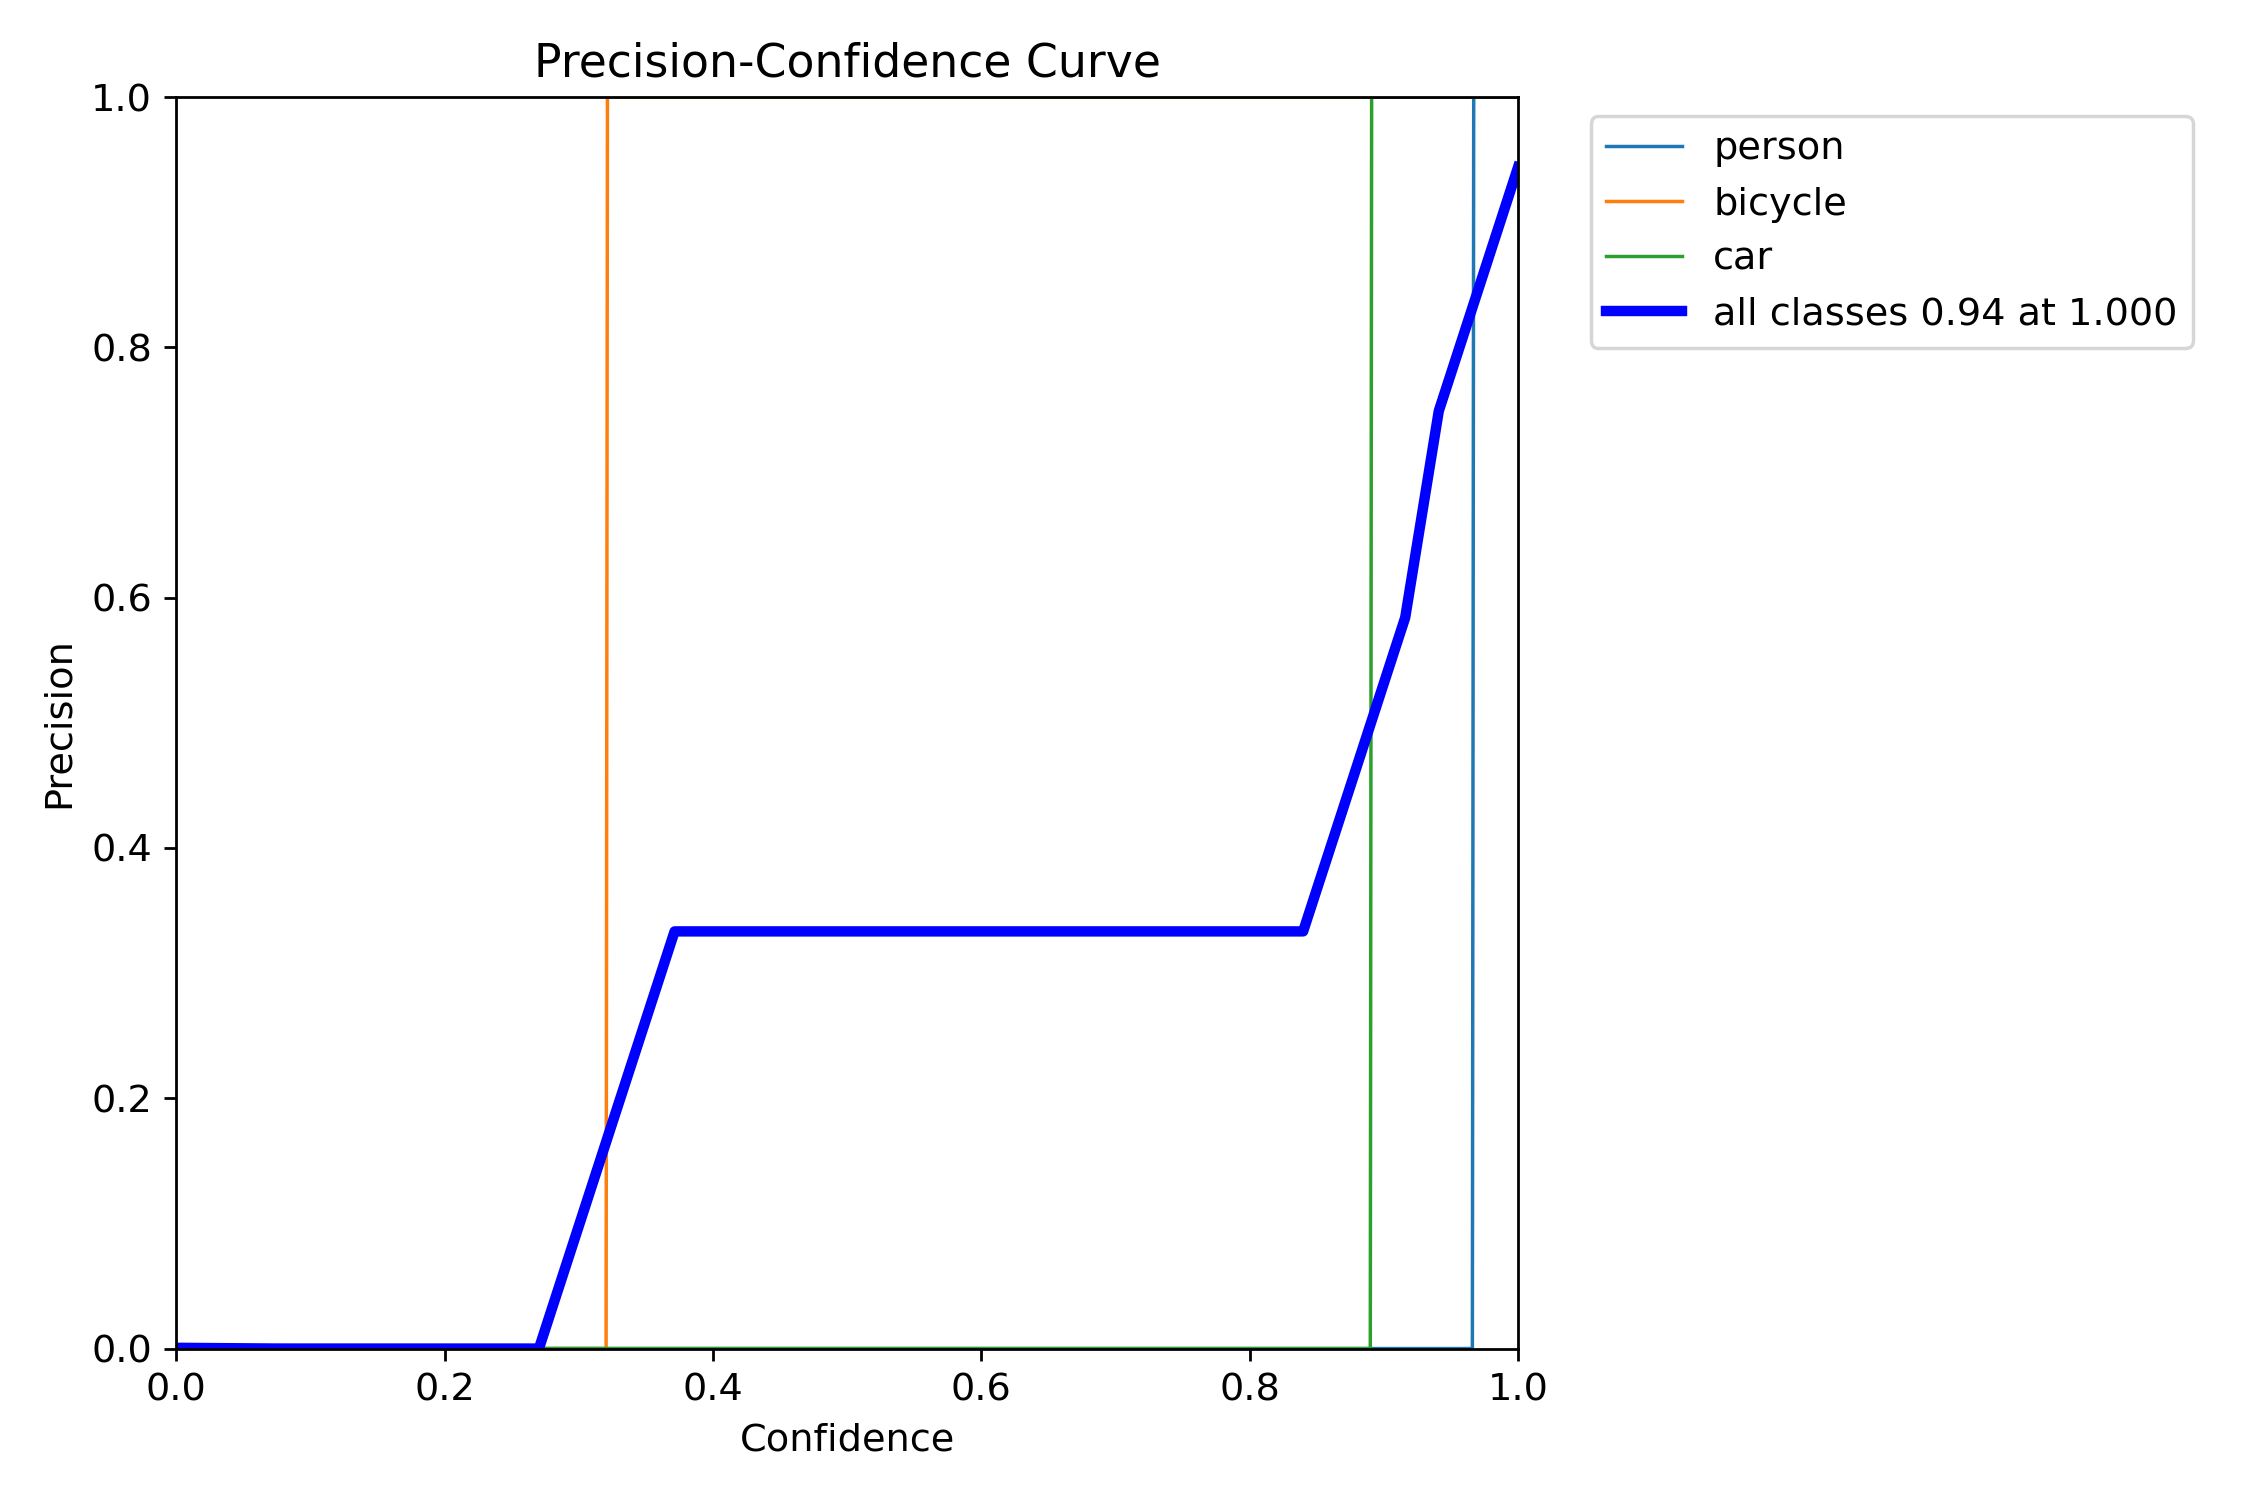 Precision-Confidence Curve
1.0
0.8
0.6
0.4
0.2
0.0
Precision
0.0 0.2 0.4 0.6 0.8 1.0
Confidence
person
bicycle
car
all classes 0.94 at 1.000